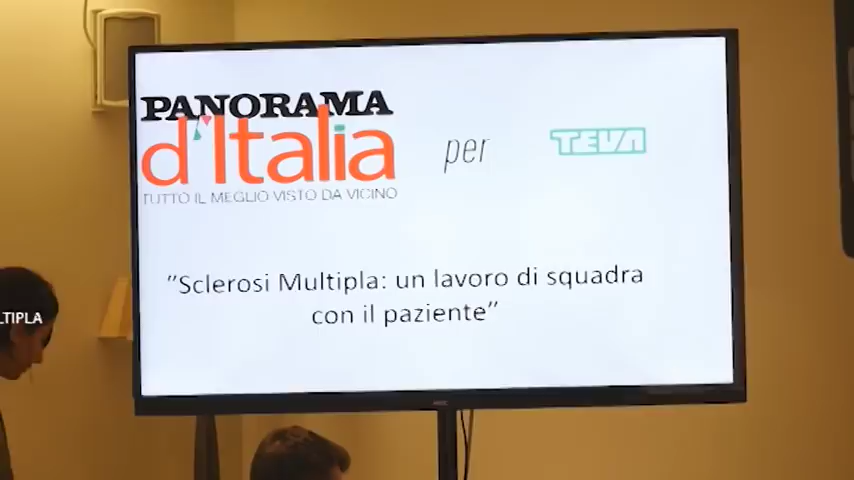 PANORAMA
d'Italia
TUTTO IL MEGLIO VISTO DA VICINO
per
TEVA
"Sclerosi Multipla: un lavoro di squadra
con il paziente"
LTIPLA